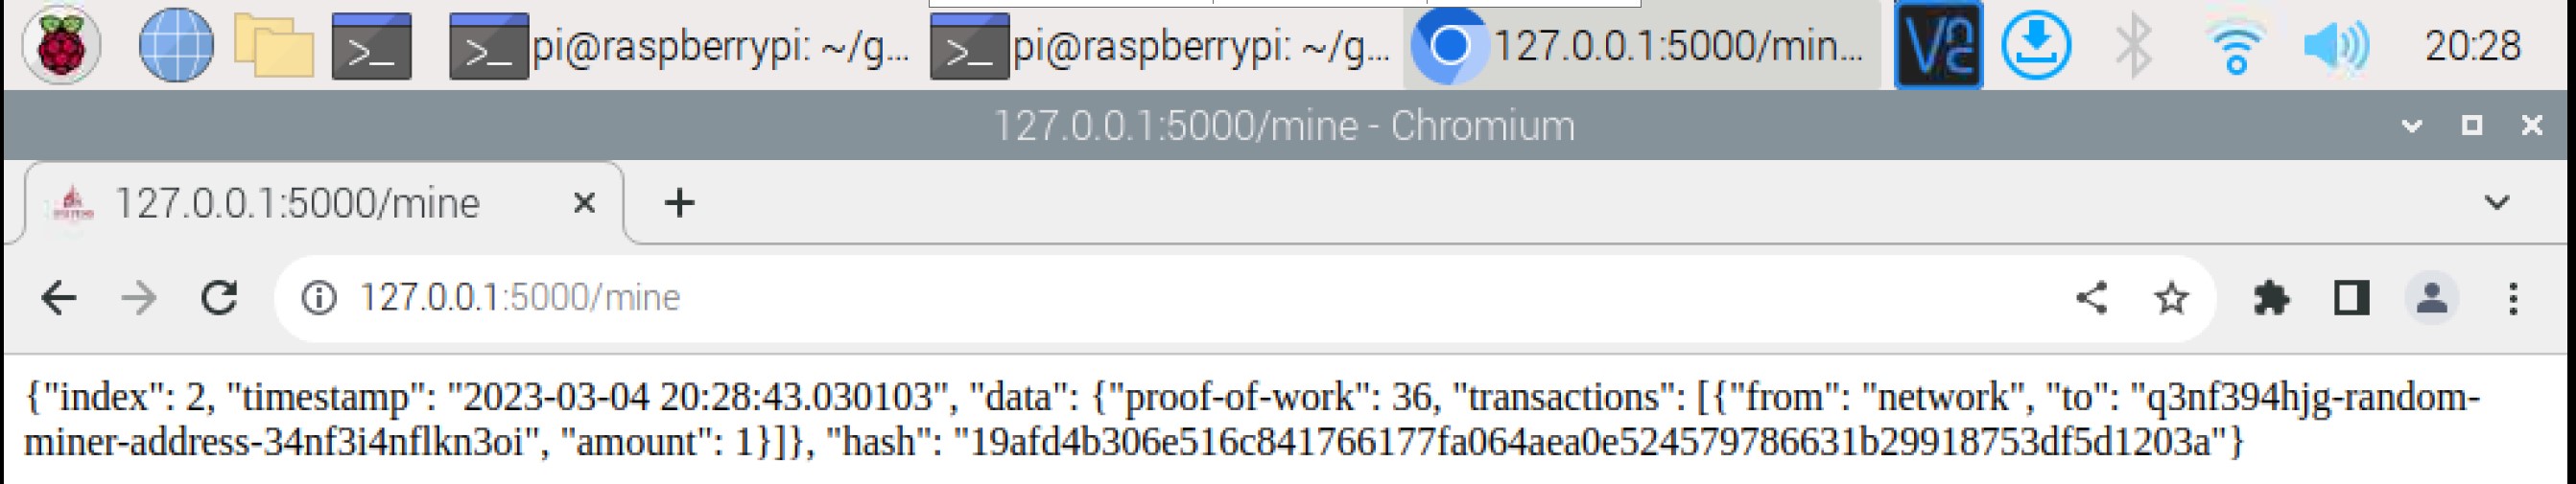 pi@raspberrypi: ~/g... pi@raspberrypi: ~/g... 127.0.0.1:5000/min... 20:28
127.0.0.1:5000/mine - Chromium
127.0.0.1:5000/mine
127.0.0.1:5000/mine
{"index": 2, "timestamp": "2023-03-04 20:28:43.030103", "data": {"proof-of-work": 36, "transactions": [{"from": "network", "to": "q3nf394hjg-random-
miner-address-34nf3i4nflkn3oi", "amount": 1}]}, "hash": "19afd4b306e516c841766177fa064aea0e524579786631b29918753df5d1203a"}